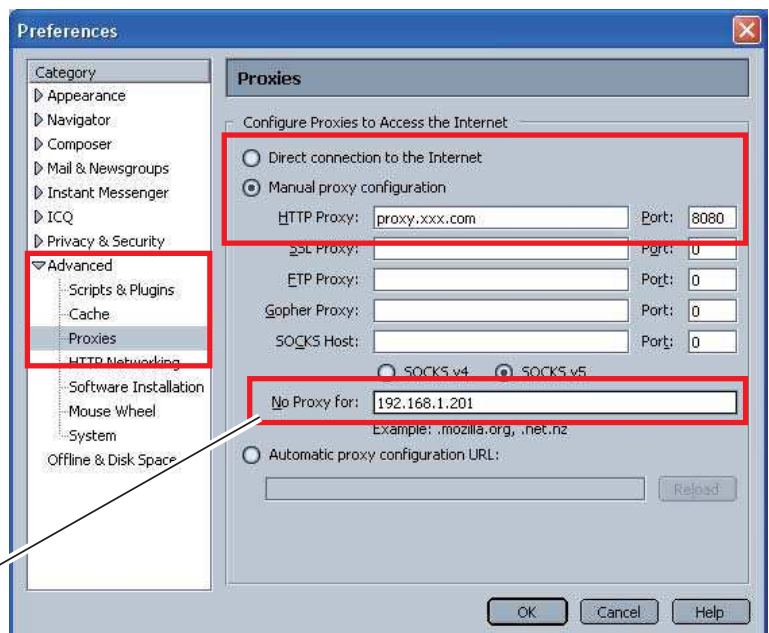 Preferences
Category
Appearance
Navigator
Composer
Mail & Newsgroups
Instant Messenger
ICQ
Privacy & Security
Advanced
Scripts & Plugins
Cache
Proxies
HTTP Networking
Software Installation
Mouse Wheel
System
Offline & Disk Space
Proxies
Configure Proxies to Access the Internet
Direct connection to the Internet
Manual proxy configuration
HTTP Proxy: proxy.xxx.com Port: 8080
SSL Proxy: Port: 0
FTP Proxy: Port: 0
Gopher Proxy: Port: 0
SOCKS Host: Port: 0
SOCKS v4 SOCKS v5
No Proxy for: 192.168.1.201
Example: .mozilla.org, .net.nz
Automatic proxy configuration URL:
Reload
OK Cancel Help